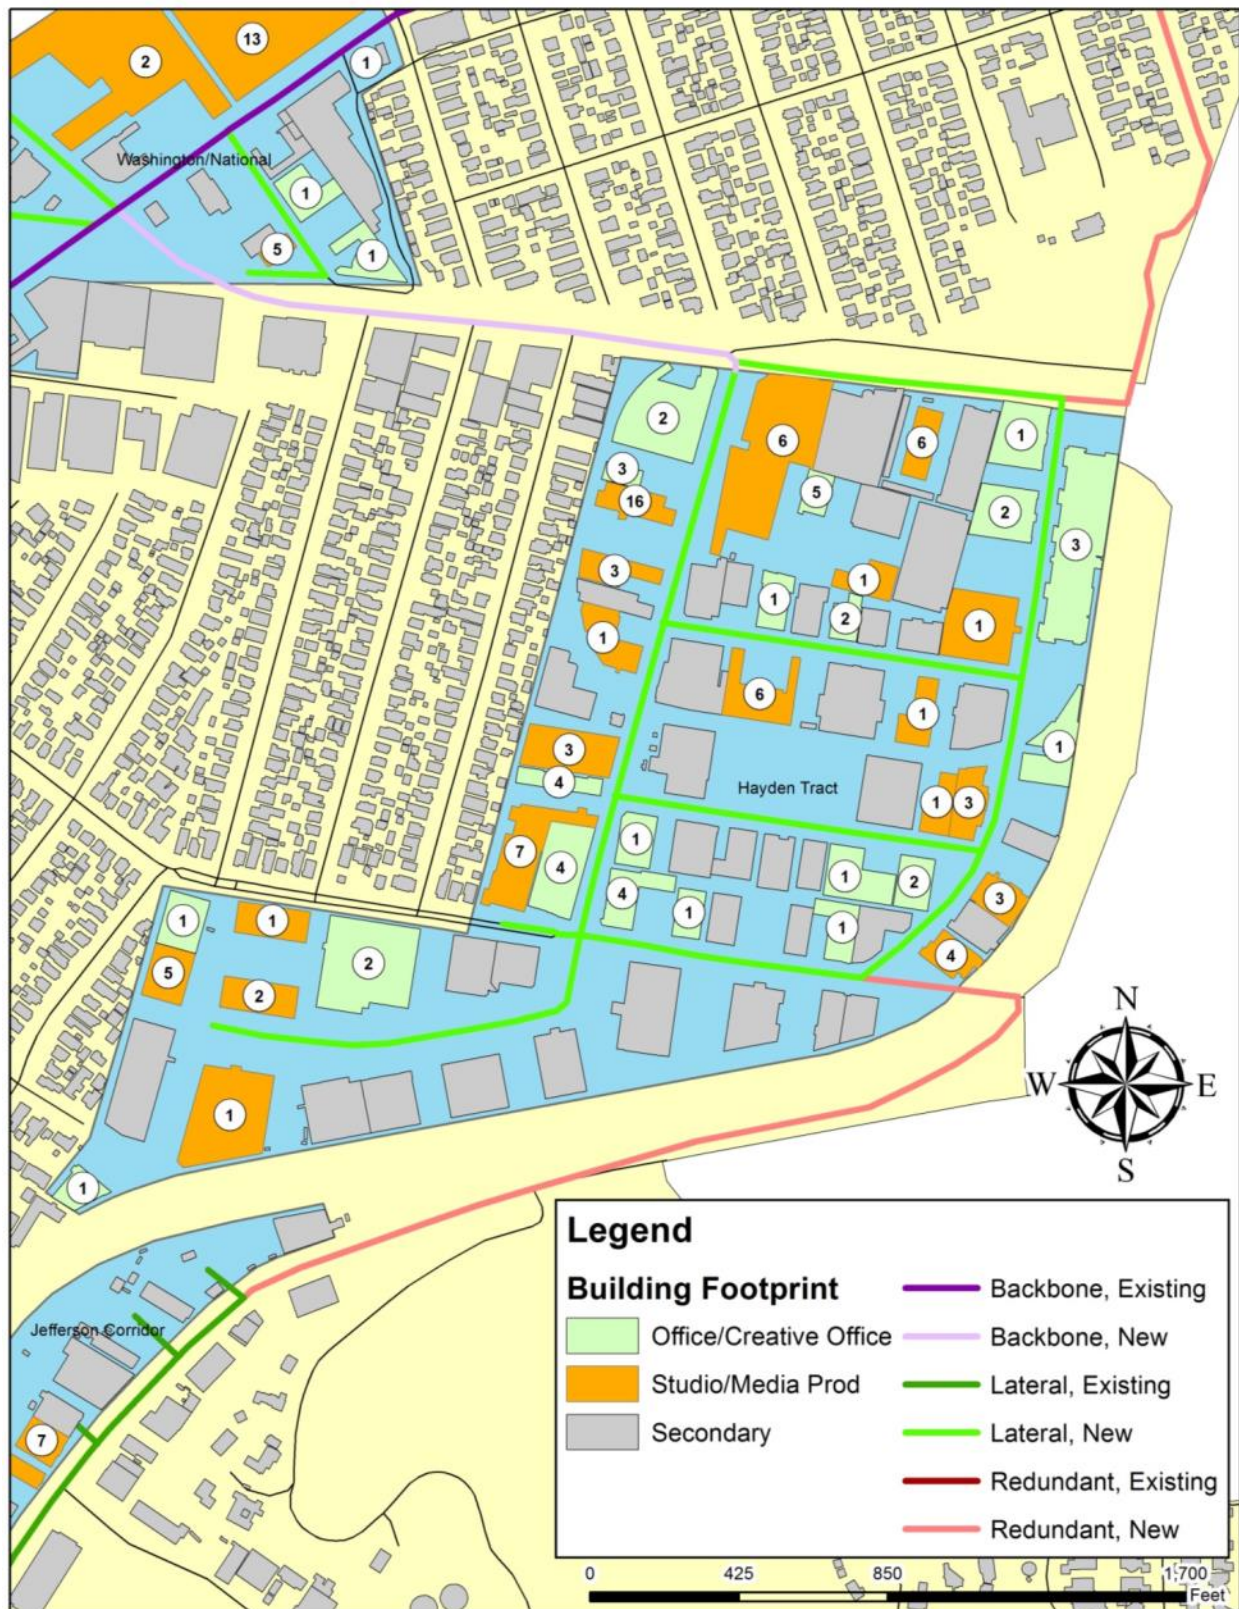 13
2
1
Washington/National
1
5
1
2
6
6
1
3
5
2
16
3
3
1
1
2
1
1
6
1
3
1
4
Hayden Tract
1
3
1
7
4
1
2
4
3
1
1
1
1
2
4
5
2
1
N
W
E
S
1
Legend
Building Footprint
Backbone, Existing
Office/Creative Office
Backbone, New
Studio/Media Prod
Lateral, Existing
Secondary
Lateral, New
Redundant, Existing
Redundant, New
Jefferson Corridor
7
0 425 850 1,700
Feet